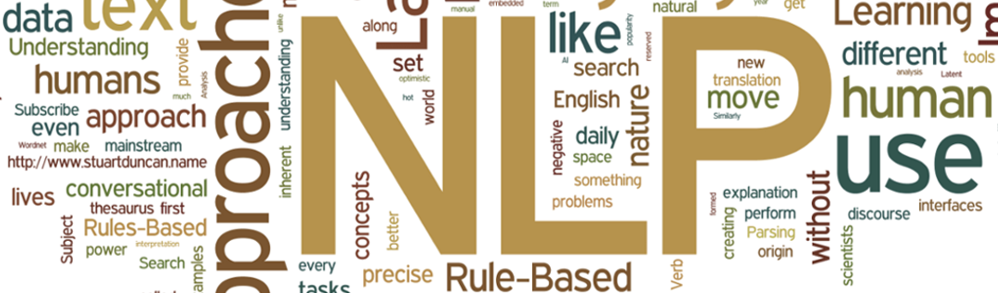 data
text
Understanding
humans
provide
much
Analysis
Subscribe
even
approach
Wordnet
make
mainstream
http://www.stuartduncan.name
lives
conversational
thesaurus
first
Subject
Rules-Based
power
interpretation
Search
unlike
understanding
inherent
NLP
manual
embedded
along
set
optimistic
hot
world
concepts
better
every
tasks
precise
Rule-Based
term
like
popularity
reserved
AI
search
English
nature
negative
daily
space
something
problems
natural
year
get
new
translation
move
Similarly
Verb
formed
explanation
creating
perform
Parsing
origin
without
Learning
different
tools
analysis
Latent
human
use
discourse
interfaces
scientists